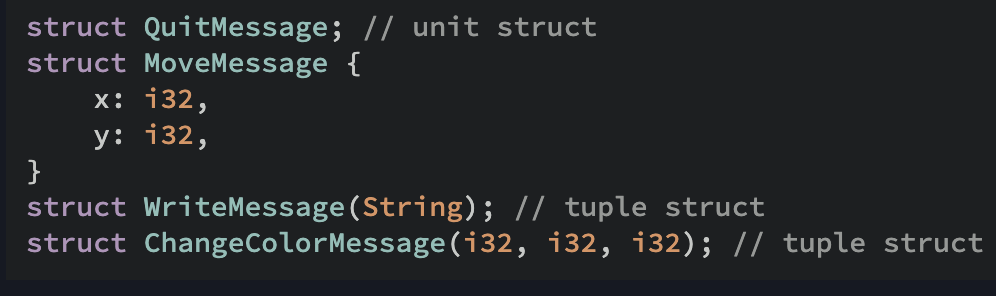 struct QuitMessage; // unit struct
struct MoveMessage {
    x: i32,
    y: i32,
}
struct WriteMessage(String); // tuple struct
struct ChangeColorMessage(i32, i32, i32); // tuple struct